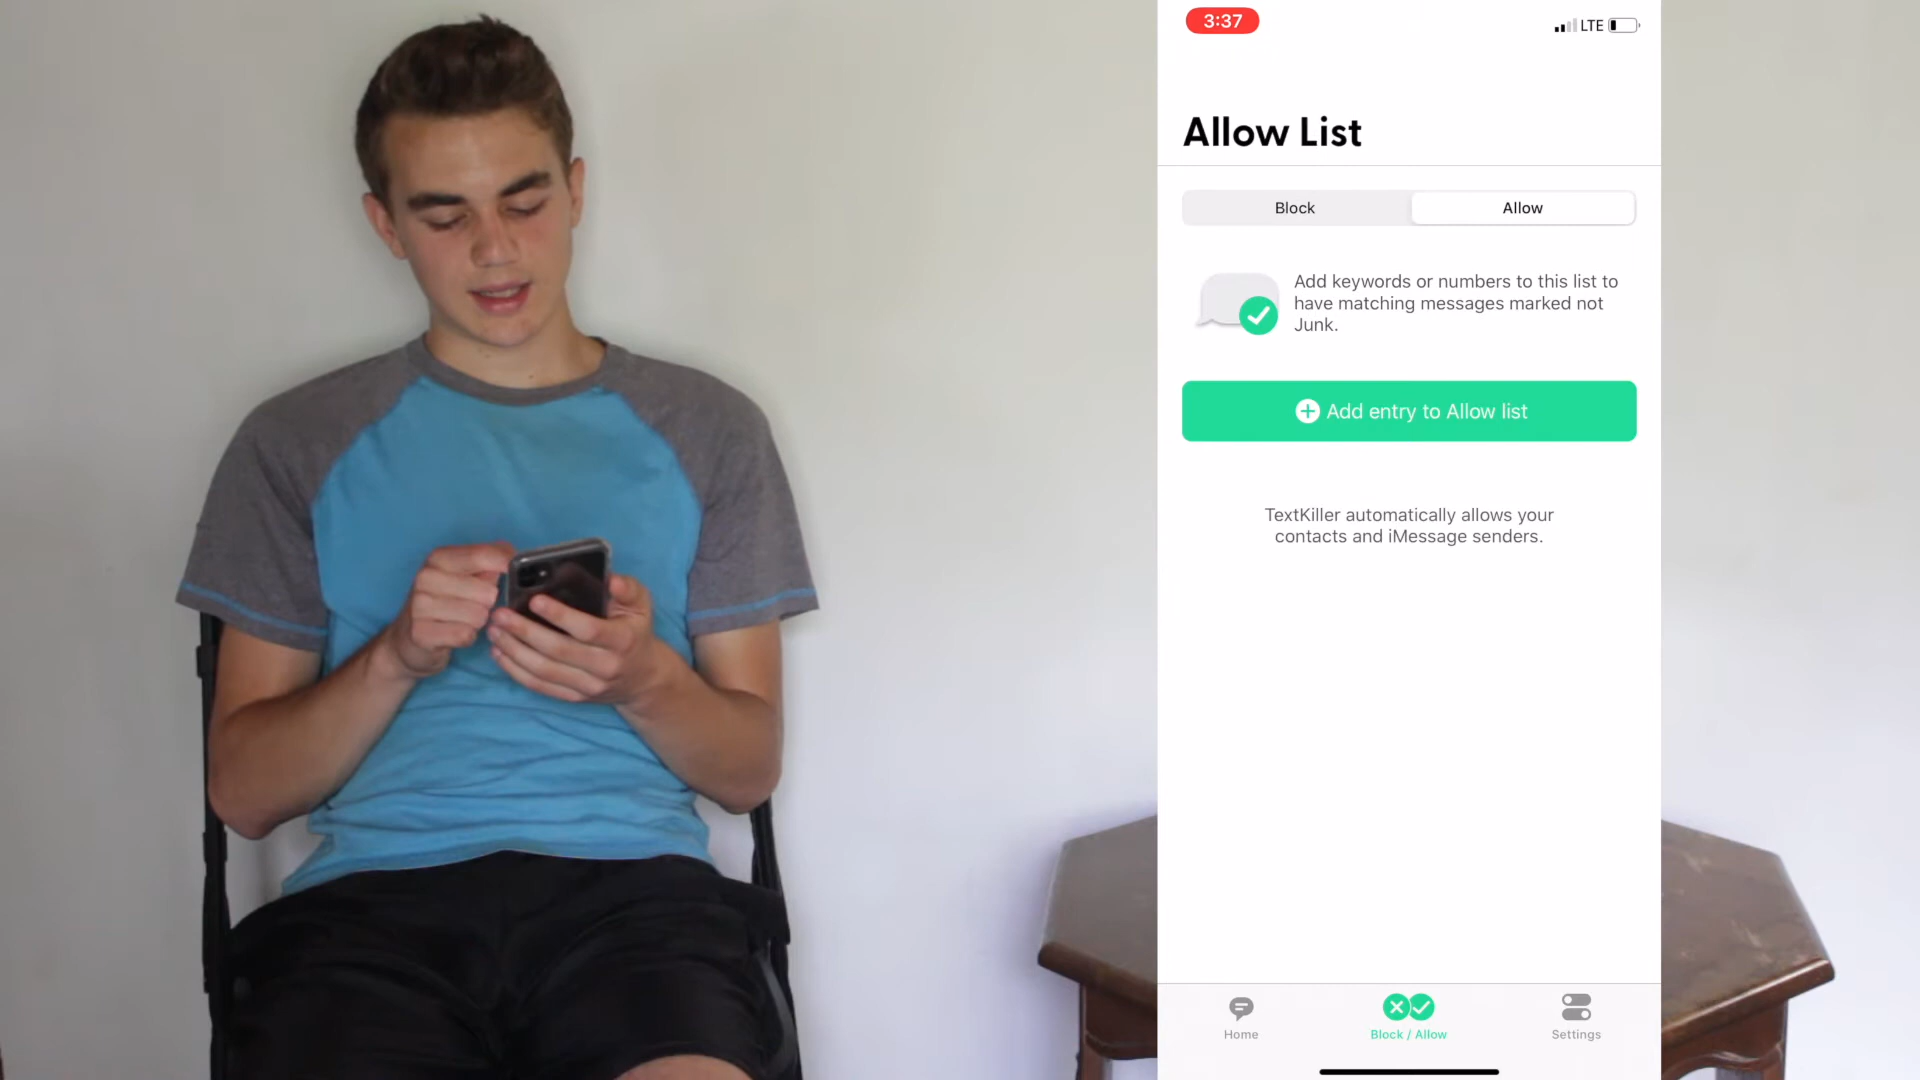 3:37
LTE
Allow List
Block
Allow
Add keywords or numbers to this list to
have matching messages marked not
Junk.
Add entry to Allow list
TextKiller automatically allows your
contacts and iMessage senders.
Home
Block / Allow
Settings